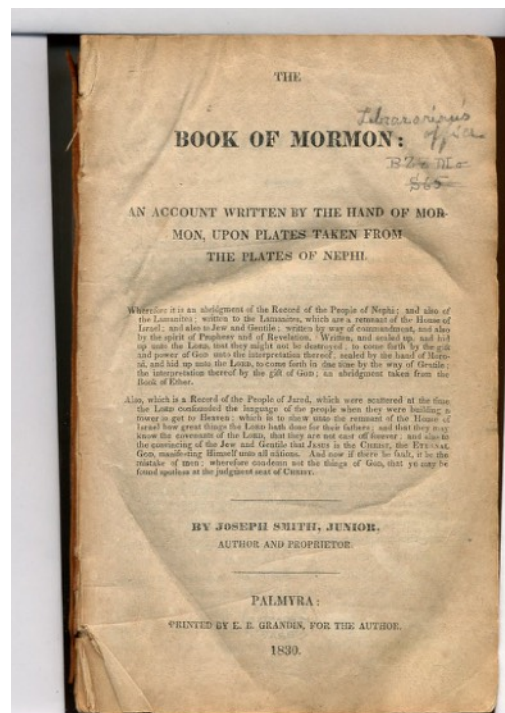 THE
BOOK OF MORMON:
Librarian's
office
$65
AN ACCOUNT WRITTEN BY THE HAND OF MOR-
MON, UPON PLATES TAKEN FROM
THE PLATES OF NEPHI.
Wherefore it is an abridgment of the Record of the People of Nephi; and also of
the Lamanites; written to the Lamanites, which are a remnant of the House of
Israel; and also to Jew and Gentile; written by way of commandment, and also
by the spirit of Prophesy and of Revelation. Written, and sealed up, and hid
up unto the LORD, that they might not be destroyed; to come forth by the gift
and power of GOD unto the interpretation thereof; sealed by the hand of Moro-
ni, and hid up unto the LORD, to come forth in due time by the way of Gentile;
the interpretation thereof by the gift of GOD; an abridgment taken from the
Book of Ether.
Also, which is a Record of the People of Jared, which were scattered at the time
the LORD confounded the language of the people when they were building a
tower to get to Heaven: which is to shew unto the remnant of the House of
Israel how great things the LORD hath done for their fathers; and that they may
know the covenants of the LORD, that they are not cast off forever; and also to
the convincing of the Jew and Gentile that JESUS is the CHRIST, the ETERNAL
GOD, manifesting Himself unto all nations. And now if there be fault, it be the
mistake of men; wherefore condemn not the things of GOD, that ye may be
found spotless at the judgment seat of CHRIST.
BY JOSEPH SMITH, JUNIOR,
AUTHOR AND PROPRIETOR.
PALMYRA:
PRINTED BY E. B. GRANDIN, FOR THE AUTHOR.
1830.